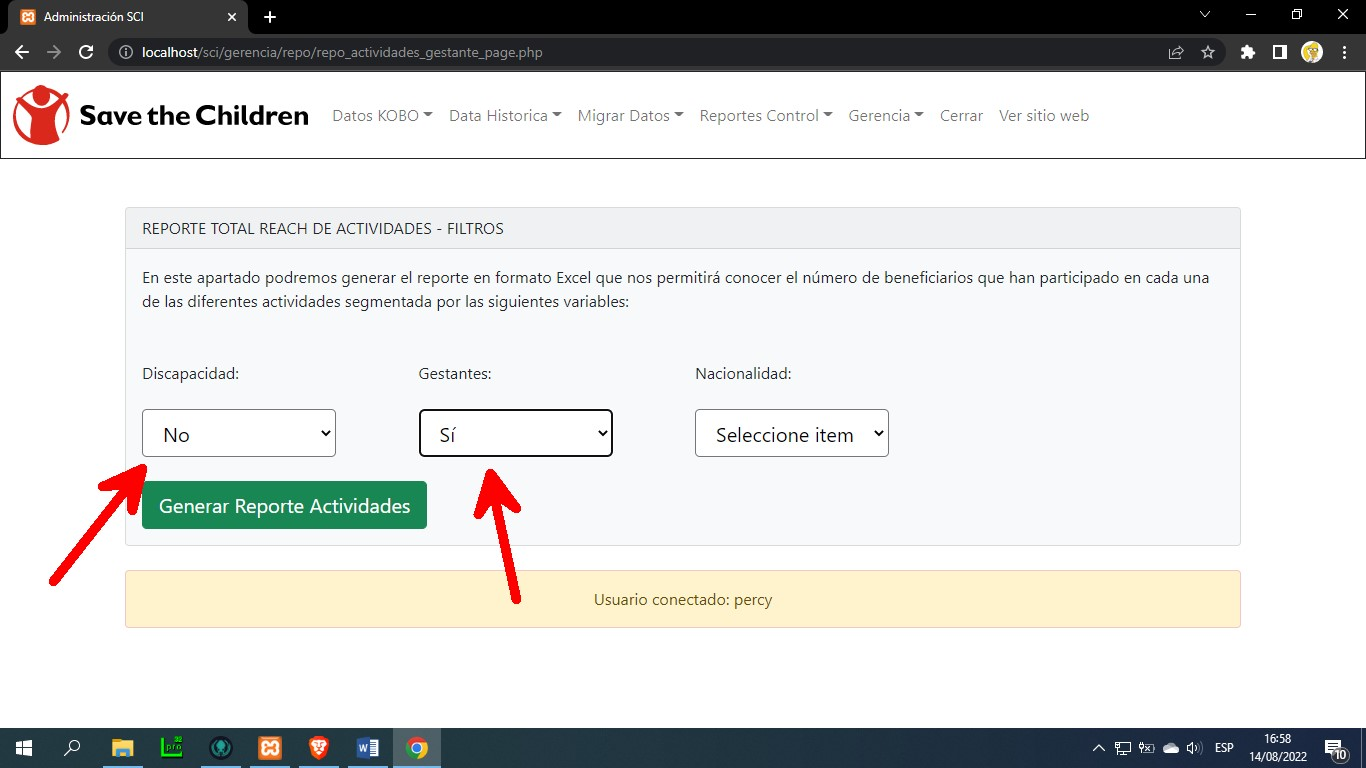 Administración SCI
localhost/sci/gerencia/repo/repo_actividades_gestante_page.php
Save the Children Datos KOBO Data Historica Migrar Datos Reportes Control Gerencia Cerrar Ver sitio web
REPORTE TOTAL REACH DE ACTIVIDADES - FILTROS
En este apartado podremos generar el reporte en formato Excel que nos permitirá conocer el número de beneficiarios que han participado en cada una
de las diferentes actividades segmentada por las siguientes variables:
Discapacidad: Gestantes: Nacionalidad:
No Sí Seleccione item
Generar Reporte Actividades
Usuario conectado: percy
32
pro
W
ESP
16:58
14/08/2022
10